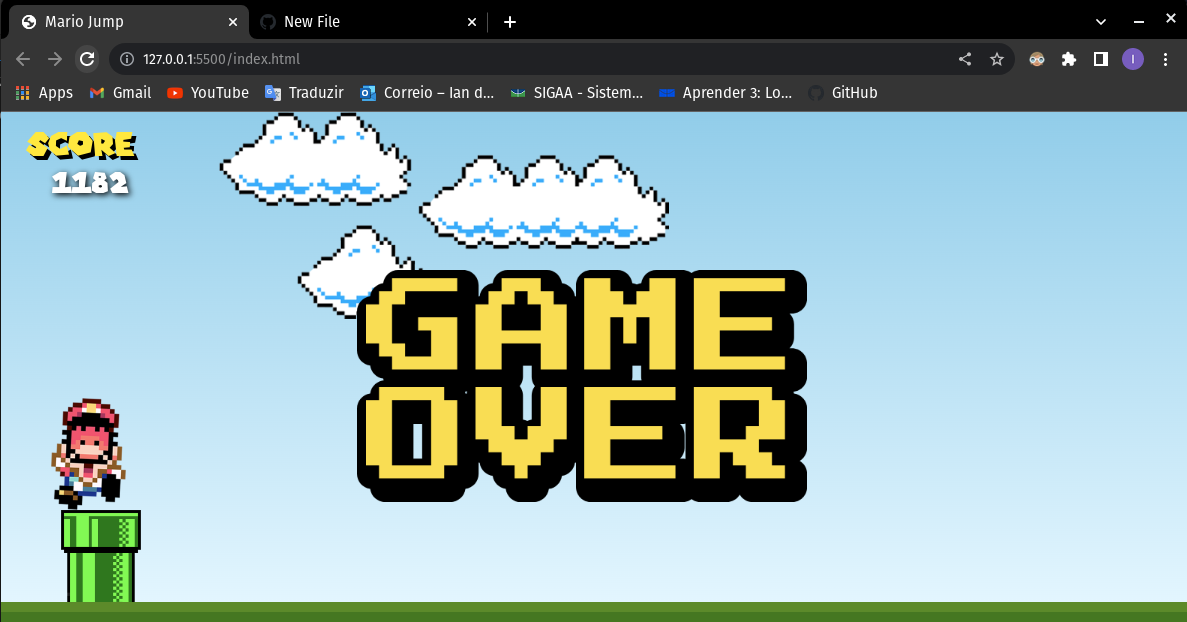 Mario Jump
New File
127.0.0.1:5500/index.html
I
Apps
Gmail
YouTube
Traduzir
Correio – Ian d...
SIGAA - Sistem...
Aprender 3: Lo...
GitHub
SCORE
1182
GAME
OVER